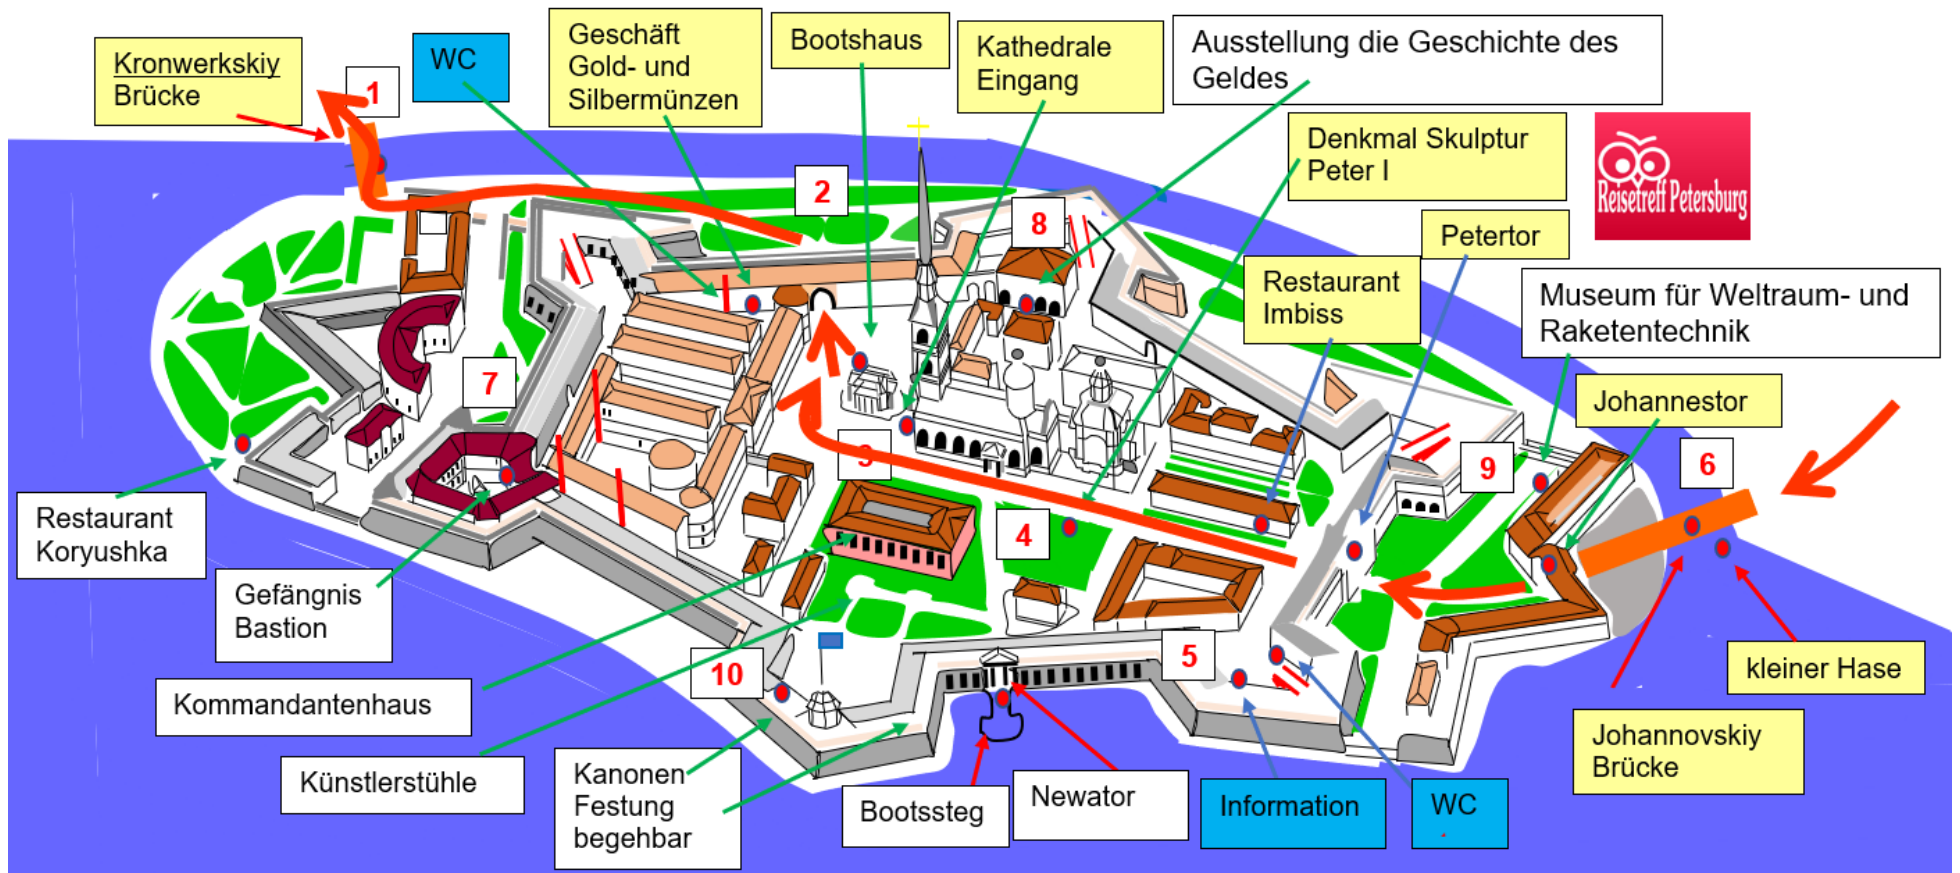 Kronwerkskiy
Brücke
1
WC
Geschäft
Gold- und
Silbermünzen
Bootshaus
Kathedrale
Eingang
Ausstellung die Geschichte des
Geldes
Denkmal Skulptur
Peter I
Reisetreff Petersburg
2
8
Petertor
Restaurant
Imbiss
Museum für Weltraum- und
Raketentechnik
Johannestor
7
3
9
6
4
Restaurant
Koryushka
Gefängnis
Bastion
5
10
kleiner Hase
Kommandantenhaus
Johannovskiy
Brücke
Künstlerstühle
Kanonen
Festung
begehbar
Bootssteg
Newator
Information
WC